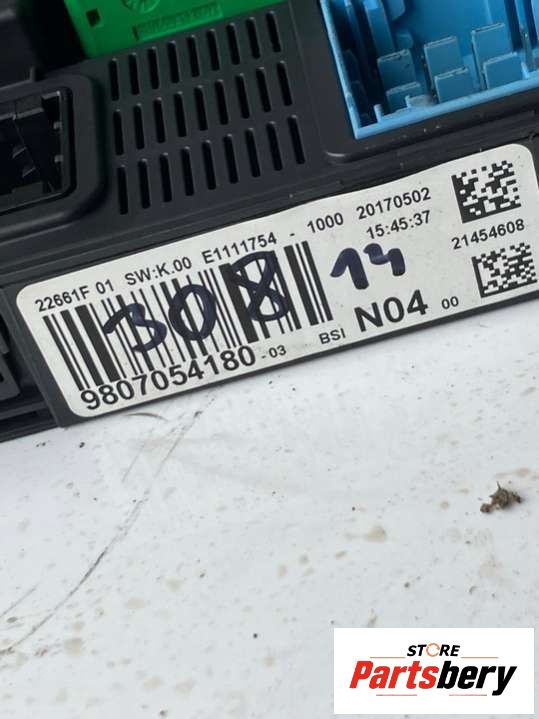 22661F 01 SW:K.00 E1111754 - 1000 20170502
15:45:37
21454608
308 13
9807054180-03 BSI N04 00
STORE
Partsbery